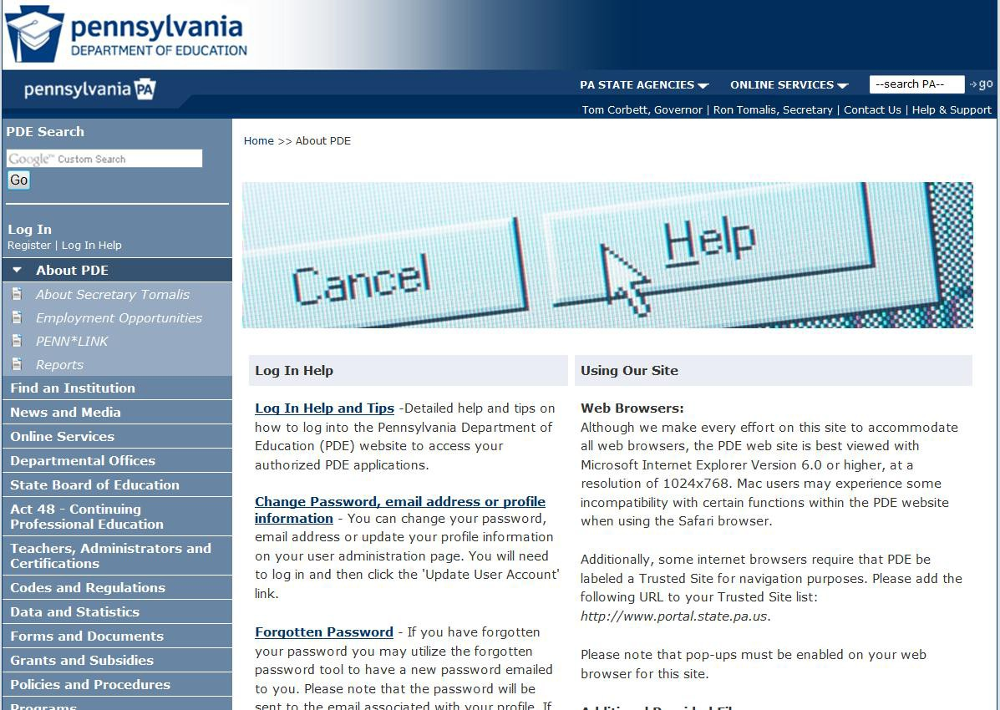 pennsylvania
DEPARTMENT OF EDUCATION
pennsylvania PA
PA STATE AGENCIES
ONLINE SERVICES
--search PA--
go
Tom Corbett, Governor | Ron Tomalis, Secretary | Contact Us | Help & Support
PDE Search
Google™ Custom Search
Go
Log In
Register | Log In Help
About PDE
About Secretary Tomalis
Employment Opportunities
PENN*LINK
Reports
Find an Institution
News and Media
Online Services
Departmental Offices
State Board of Education
Act 48 - Continuing
Professional Education
Teachers, Administrators and
Certifications
Codes and Regulations
Data and Statistics
Forms and Documents
Grants and Subsidies
Policies and Procedures
Programs
Home >> About PDE
Cancel
Help
Log In Help
Log In Help and Tips -Detailed help and tips on
how to log into the Pennsylvania Department of
Education (PDE) website to access your
authorized PDE applications.
Change Password, email address or profile
information - You can change your password,
email address or update your profile information
on your user administration page. You will need
to log in and then click the 'Update User Account'
link.
Forgotten Password - If you have forgotten
your password you may utilize the forgotten
password tool to have a new password emailed
to you. Please note that the password will be
sent to the email associated with your profile. If
Using Our Site
Web Browsers:
Although we make every effort on this site to accommodate
all web browsers, the PDE web site is best viewed with
Microsoft Internet Explorer Version 6.0 or higher, at a
resolution of 1024x768. Mac users may experience some
incompatibility with certain functions within the PDE website
when using the Safari browser.
Additionally, some internet browsers require that PDE be
labeled a Trusted Site for navigation purposes. Please add the
following URL to your Trusted Site list:
http://www.portal.state.pa.us.
Please note that pop-ups must be enabled on your web
browser for this site.